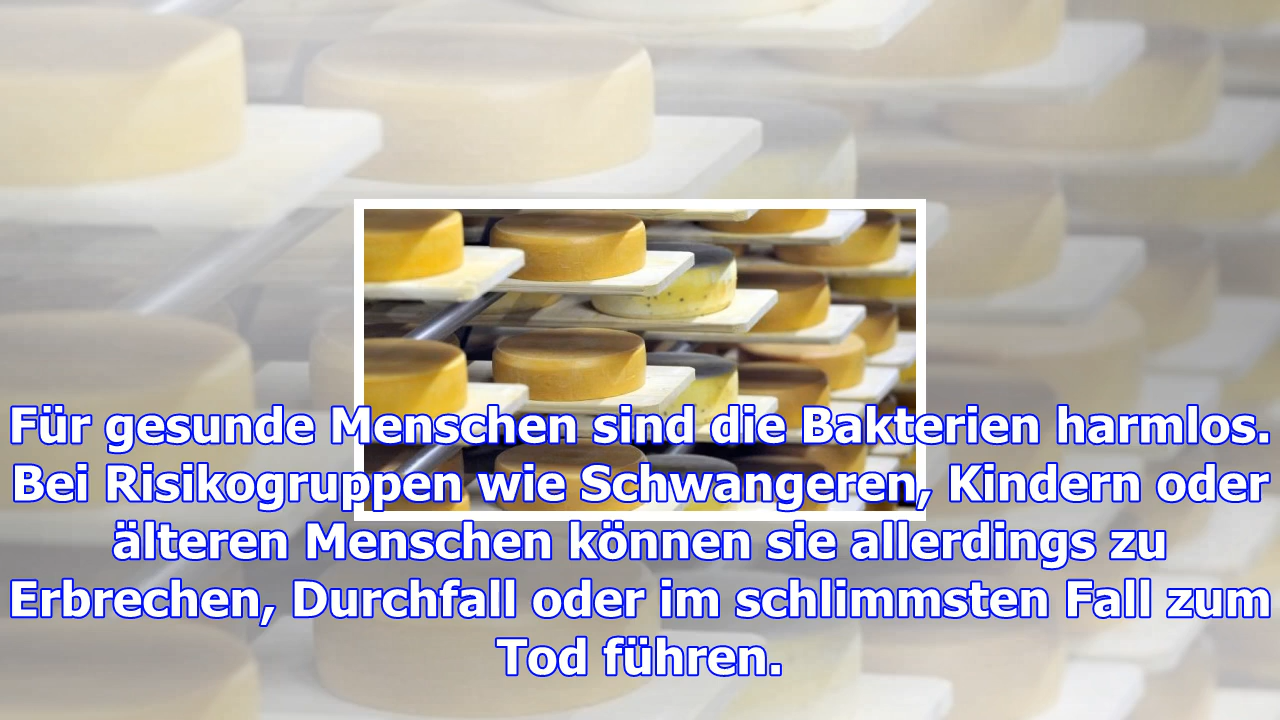 Für gesunde Menschen sind die Bakterien harmlos.
Bei Risikogruppen wie Schwangeren, Kindern oder
älteren Menschen können sie allerdings zu
Erbrechen, Durchfall oder im schlimmsten Fall zum
Tod führen.